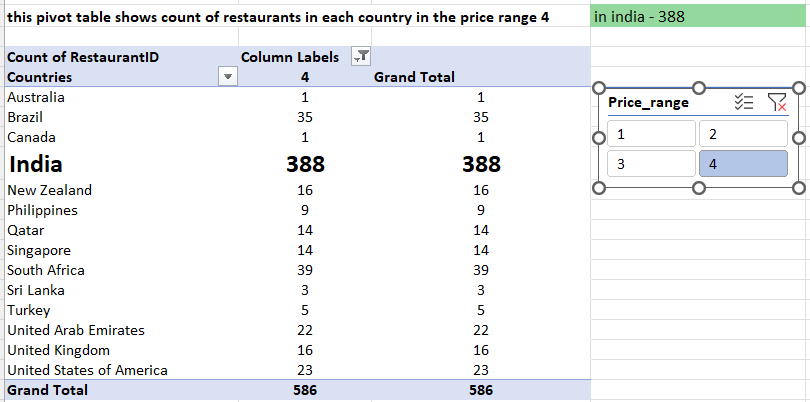 this pivot table shows count of restaurants in each country in the price range 4
in india - 388
Count of RestaurantID Column Labels
Countries 4 Grand Total
Australia 1 1
Brazil 35 35
Canada 1 1
India 388 388
New Zealand 16 16
Philippines 9 9
Qatar 14 14
Singapore 14 14
South Africa 39 39
Sri Lanka 3 3
Turkey 5 5
United Arab Emirates 22 22
United Kingdom 16 16
United States of America 23 23
Grand Total 586 586
Price_range
1 2
3 4